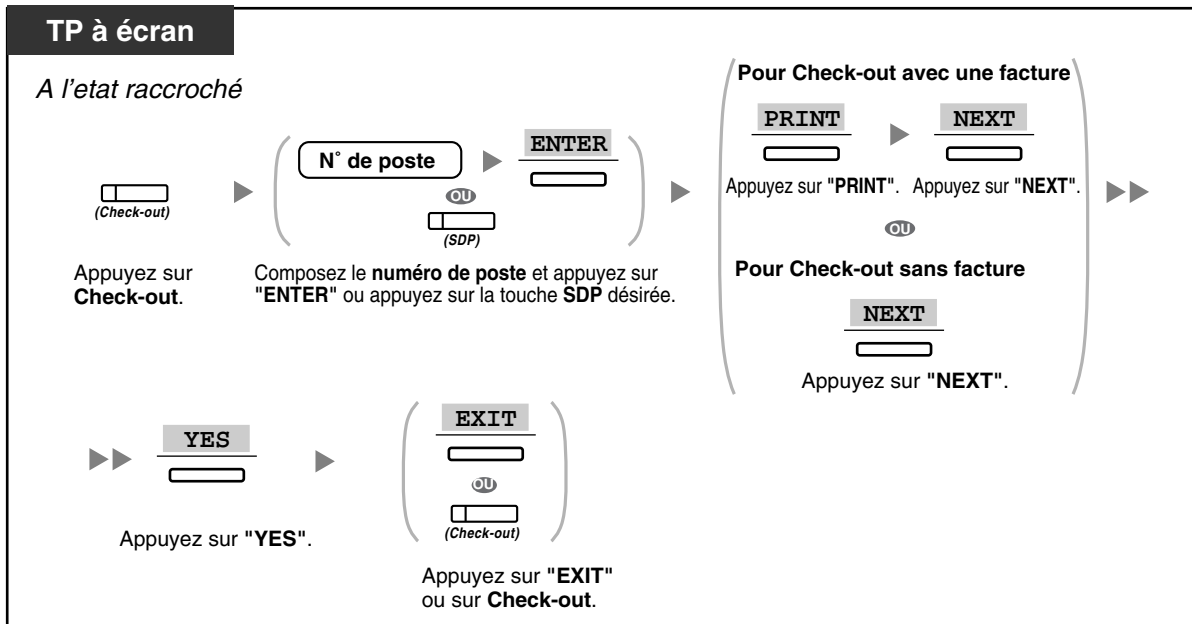 TP à écran
A l'etat raccroché
(Check-out)
Appuyez sur
Check-out.
N° de poste
ENTER
OU
(SDP)
Composez le numéro de poste et appuyez sur
"ENTER" ou appuyez sur la touche SDP désirée.
Pour Check-out avec une facture
PRINT
NEXT
Appuyez sur "PRINT". Appuyez sur "NEXT".
OU
Pour Check-out sans facture
NEXT
Appuyez sur "NEXT".
YES
Appuyez sur "YES".
EXIT
OU
(Check-out)
Appuyez sur "EXIT"
ou sur Check-out.